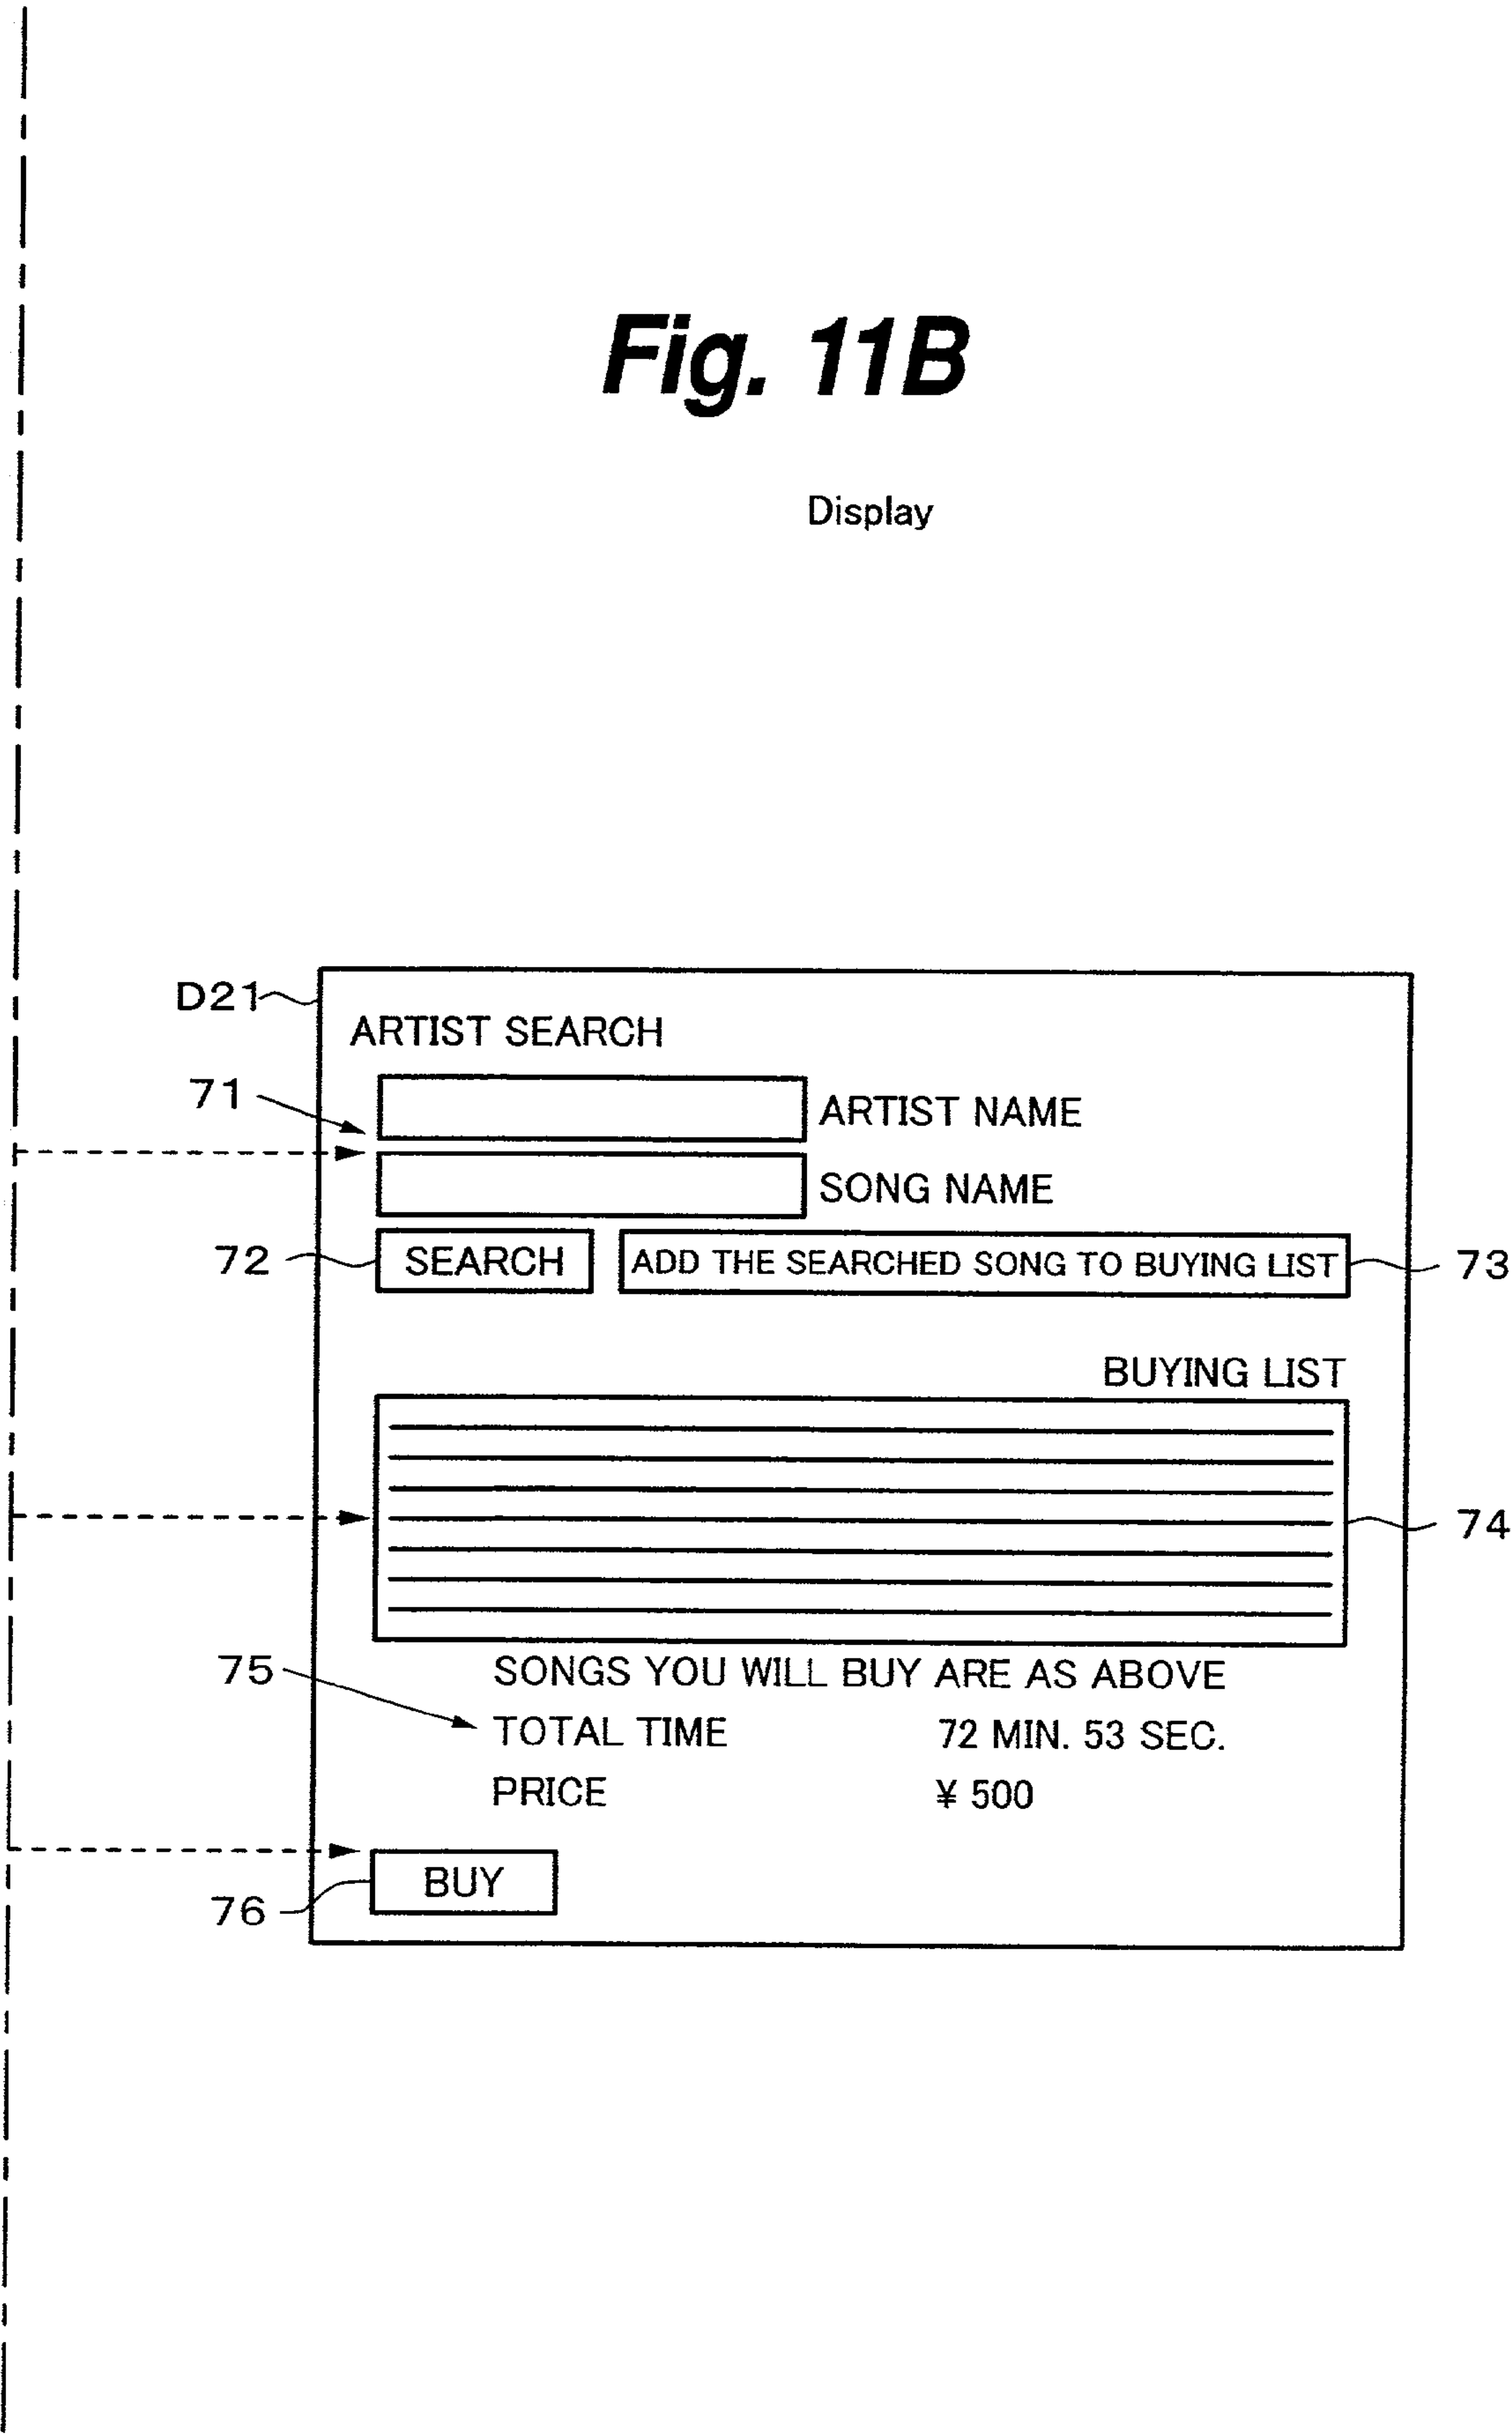 Fig. 11B
Display
D21
ARTIST SEARCH
71
ARTIST NAME
SONG NAME
72 SEARCH ADD THE SEARCHED SONG TO BUYING LIST 73
BUYING LIST
74
75 SONGS YOU WILL BUY ARE AS ABOVE
TOTAL TIME 72 MIN. 53 SEC.
PRICE ¥ 500
BUY
76